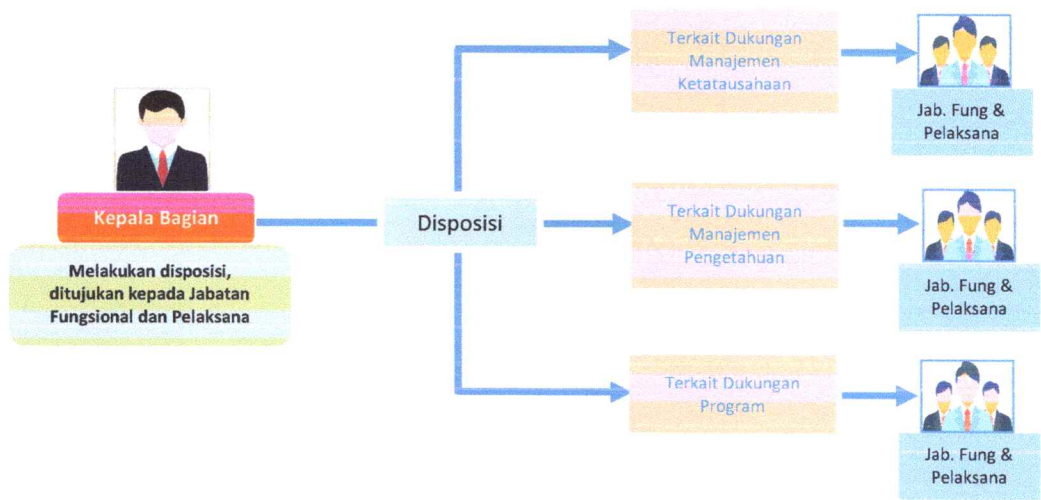 Kepala Bagian
Melakukan disposisi,
ditujukan kepada Jabatan
Fungsional dan Pelaksana
Disposisi
Terkait Dukungan
Manajemen
Ketatausahaan
Jab. Fung &
Pelaksana
Terkait Dukungan
Manajemen
Pengetahuan
Jab. Fung &
Pelaksana
Terkait Dukungan
Program
Jab. Fung &
Pelaksana